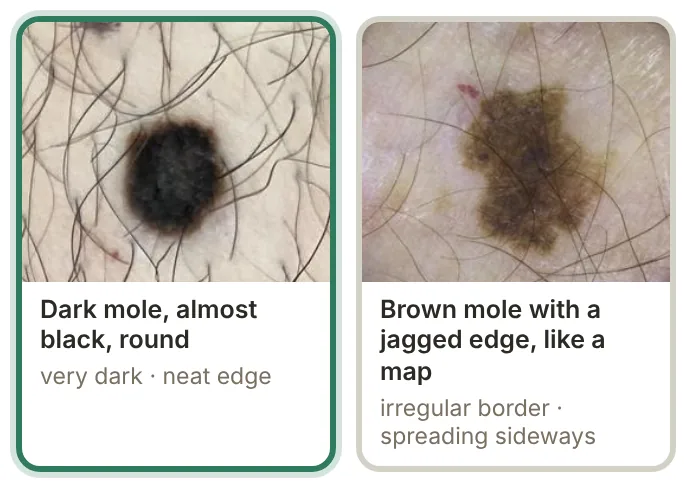 Dark mole, almost
black, round
very dark · neat edge
Brown mole with a
jagged edge, like a
map
irregular border ·
spreading sideways